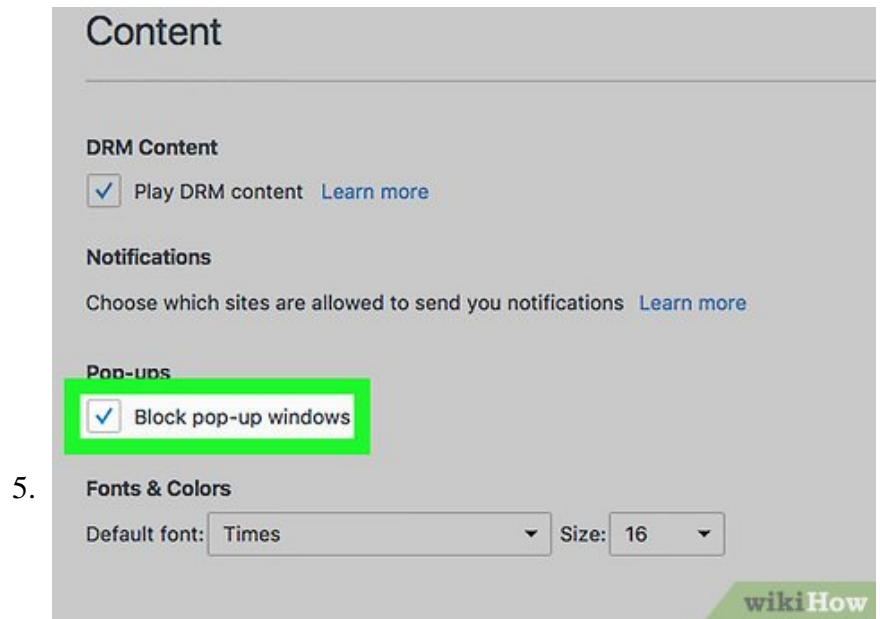 Content
DRM Content
Play DRM content Learn more
Notifications
Choose which sites are allowed to send you notifications Learn more
Pop-ups
Block pop-up windows
5.
Fonts & Colors
Default font: Times Size: 16
wikiHow